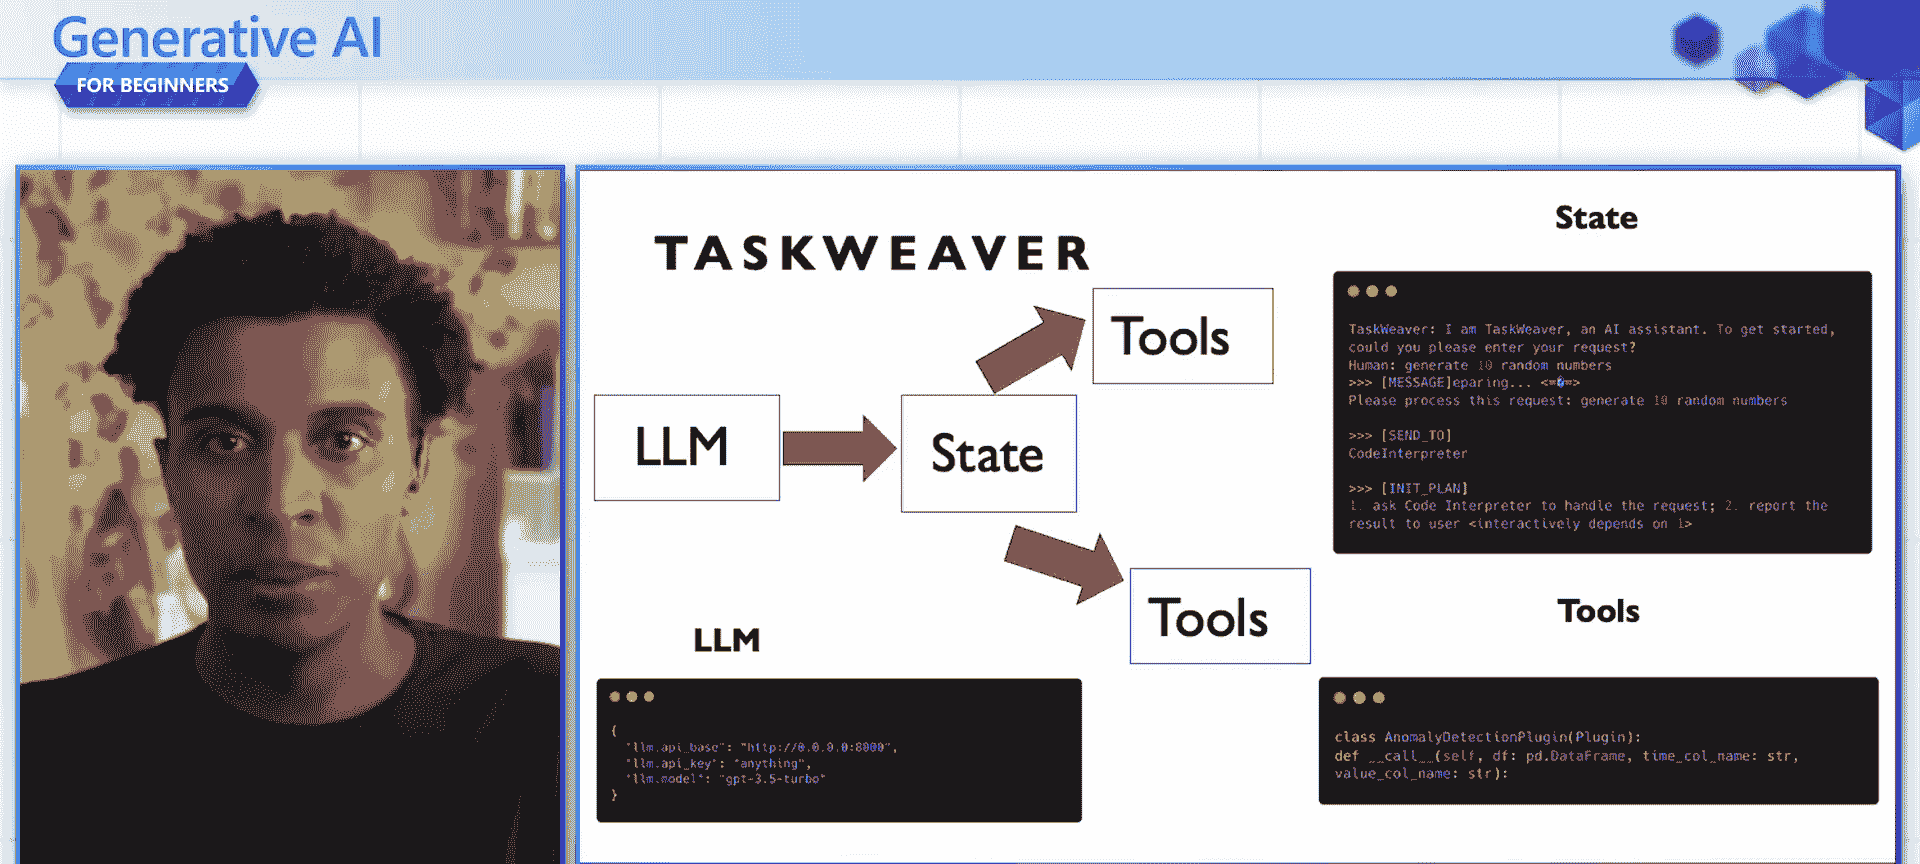 Generative AI
FOR BEGINNERS
TASKWEAVER
LLM
State
Tools
Tools
State
TaskWeaver: I am TaskWeaver, an AI assistant. To get started,
could you please enter your request?
Human: generate 10 random numbers
>>> [MESSAGE]eparing... <=�=>
Please process this request: generate 10 random numbers
>>> [SEND_TO]
CodeInterpreter
>>> [INIT_PLAN]
1. ask Code Interpreter to handle the request; 2. report the
result to user <interactively depends on 1>
LLM
{
"llm.api_base": "http://0.0.0.0:8000",
"llm.api_key": "anything",
"llm.model": "gpt-3.5-turbo"
}
Tools
class AnomalyDetectionPlugin(Plugin):
def __call__(self, df: pd.DataFrame, time_col_name: str,
value_col_name: str):